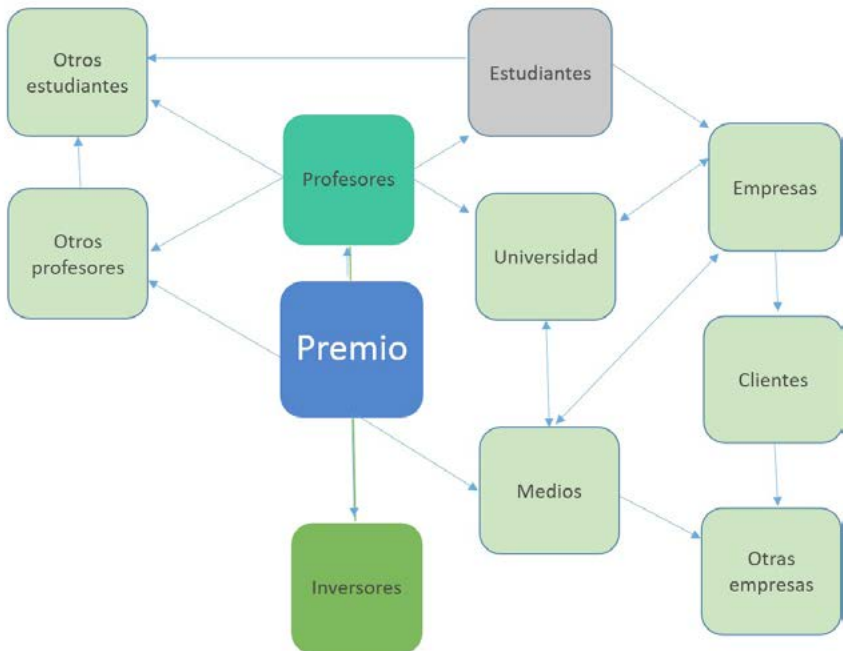 Otros
estudiantes
Estudiantes
Profesores
Empresas
Otros
profesores
Universidad
Premio
Clientes
Medios
Otras
empresas
Inversores